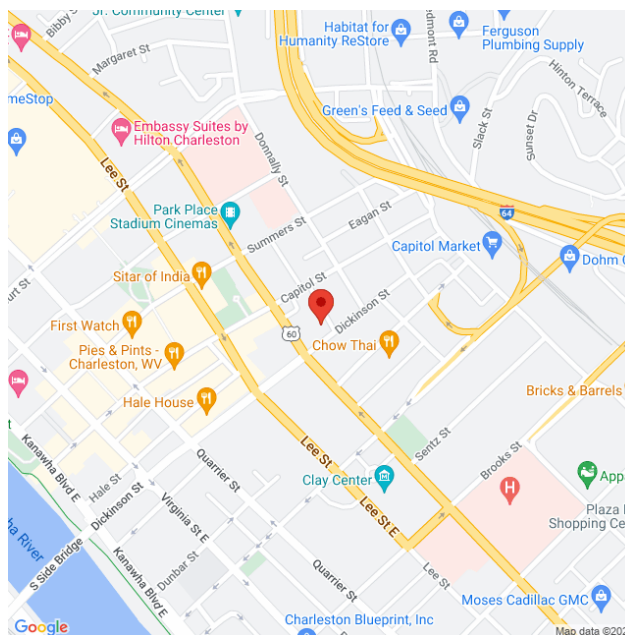 Bibby St
Jr. Community Center
Margaret St
Habitat for
Humanity ReStore
Ferguson
Plumbing Supply
Hinton Terrace
Green's Feed & Seed
Slack St
Sunset Dr
Embassy Suites by
Hilton Charleston
Donnally St
Lee St
Park Place
Stadium Cinemas
Summers St
Eagan St
64
Capitol Market
Sitar of India
Capitol St
Dickinson St
First Watch
60
Pies & Pints -
Charleston, WV
Chow Thai
Hale House
Bricks & Barrels
Kanawha Blvd E
Hale St
Quarrier St
Lee St
Sentz St
Brooks St
Clay Center
H
Dickinson St
Virginia St E
Lee St E
S Side Bridge
Kanawha Blvd E
Dunbar St
Quarrier St
Lee St
Shopping
Moses Cadillac GMC
Charleston Blueprint, Inc
Google
Map data